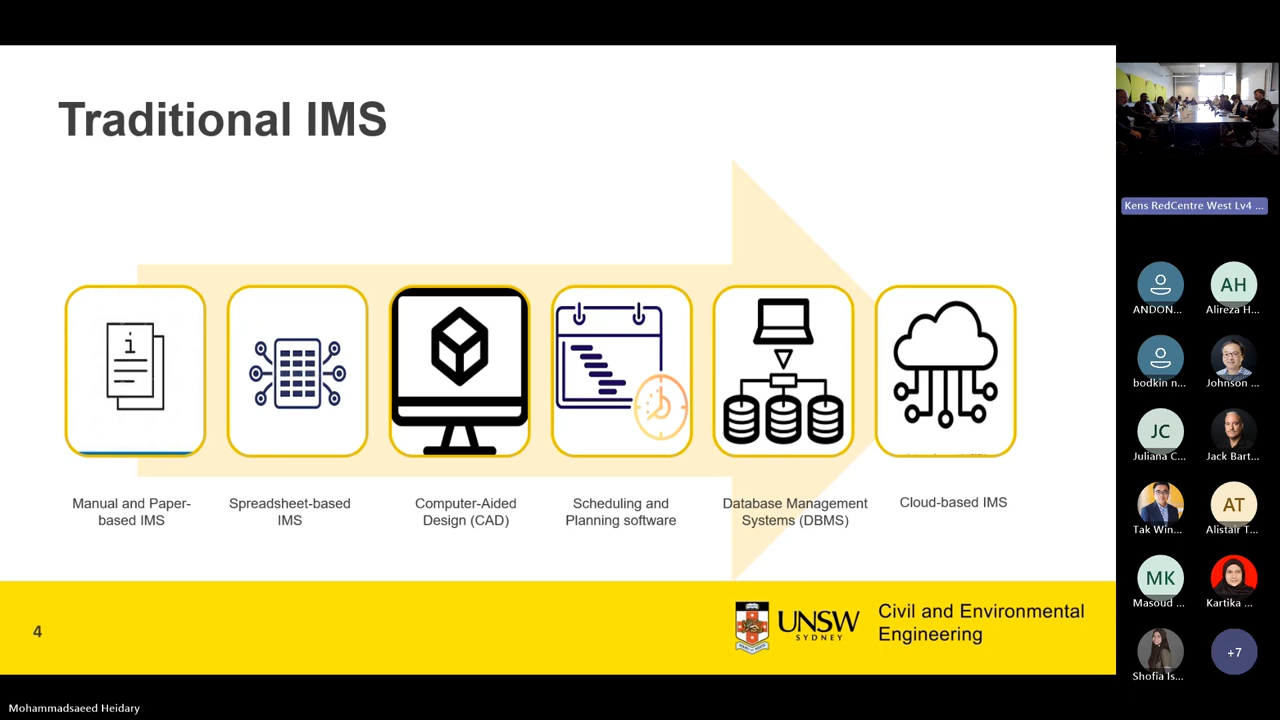 Traditional IMS
i
Manual and Paper-
based IMS
Spreadsheet-based
IMS
Computer-Aided
Design (CAD)
Scheduling and
Planning software
Database Management
Systems (DBMS)
Cloud-based IMS
4
UNSW
SYDNEY
Civil and Environmental
Engineering
Kens RedCentre West Lv4 ...
ANDON...
AH
Alireza H...
bodkin n...
Johnson ...
JC
Juliana C...
Jack Bart...
Tak Win...
AT
Alistair T...
MK
Masoud ...
Kartika ...
Shofia Is...
+7
Mohammadsaeed Heidary